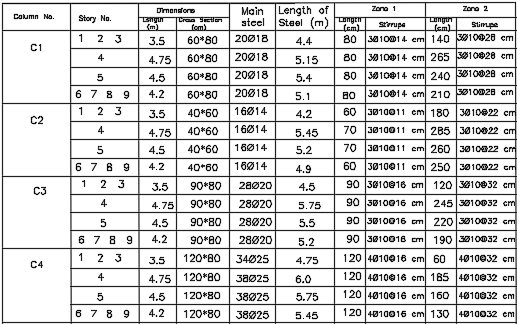 Column No. Story No. Dimensions Main steel Length of Steel (m) Zone 1 Zone 2
Length (m) Cross Section (cm) Length (cm) Stirrups Length (cm) Stirrups
C1 1 2 3 3.5 60*80 20Ø18 4.4 80 3Ø10@14 cm 140 3Ø10@28 cm
4 4.75 60*80 20Ø18 5.15 80 3Ø10@14 cm 265 3Ø10@28 cm
5 4.5 60*80 20Ø18 5.4 80 3Ø10@14 cm 240 3Ø10@28 cm
6 7 8 9 4.2 60*80 20Ø18 5.1 80 3Ø10@14 cm 210 3Ø10@28 cm
C2 1 2 3 3.5 40*60 16Ø14 4.2 60 3Ø10@11 cm 180 3Ø10@22 cm
4 4.75 40*60 16Ø14 5.45 70 3Ø10@11 cm 285 3Ø10@22 cm
5 4.5 40*60 16Ø14 5.2 70 3Ø10@11 cm 260 3Ø10@22 cm
6 7 8 9 4.2 40*60 16Ø14 4.9 60 3Ø10@11 cm 250 3Ø10@22 cm
C3 1 2 3 3.5 90*80 28Ø20 4.5 90 3Ø10@16 cm 120 3Ø10@32 cm
4 4.75 90*80 28Ø20 5.75 90 3Ø10@16 cm 245 3Ø10@32 cm
5 4.5 90*80 28Ø20 5.5 90 3Ø10@16 cm 220 3Ø10@32 cm
6 7 8 9 4.2 90*80 28Ø20 5.2 90 3Ø10@16 cm 190 3Ø10@32 cm
C4 1 2 3 3.5 120*80 34Ø25 4.75 120 4Ø10@16 cm 60 4Ø10@32 cm
4 4.75 120*80 38Ø25 6.0 120 4Ø10@16 cm 185 4Ø10@32 cm
5 4.5 120*80 38Ø25 5.75 120 4Ø10@16 cm 160 4Ø10@32 cm
6 7 8 9 4.2 120*80 38Ø25 5.45 120 4Ø10@16 cm 130 4Ø10@32 cm